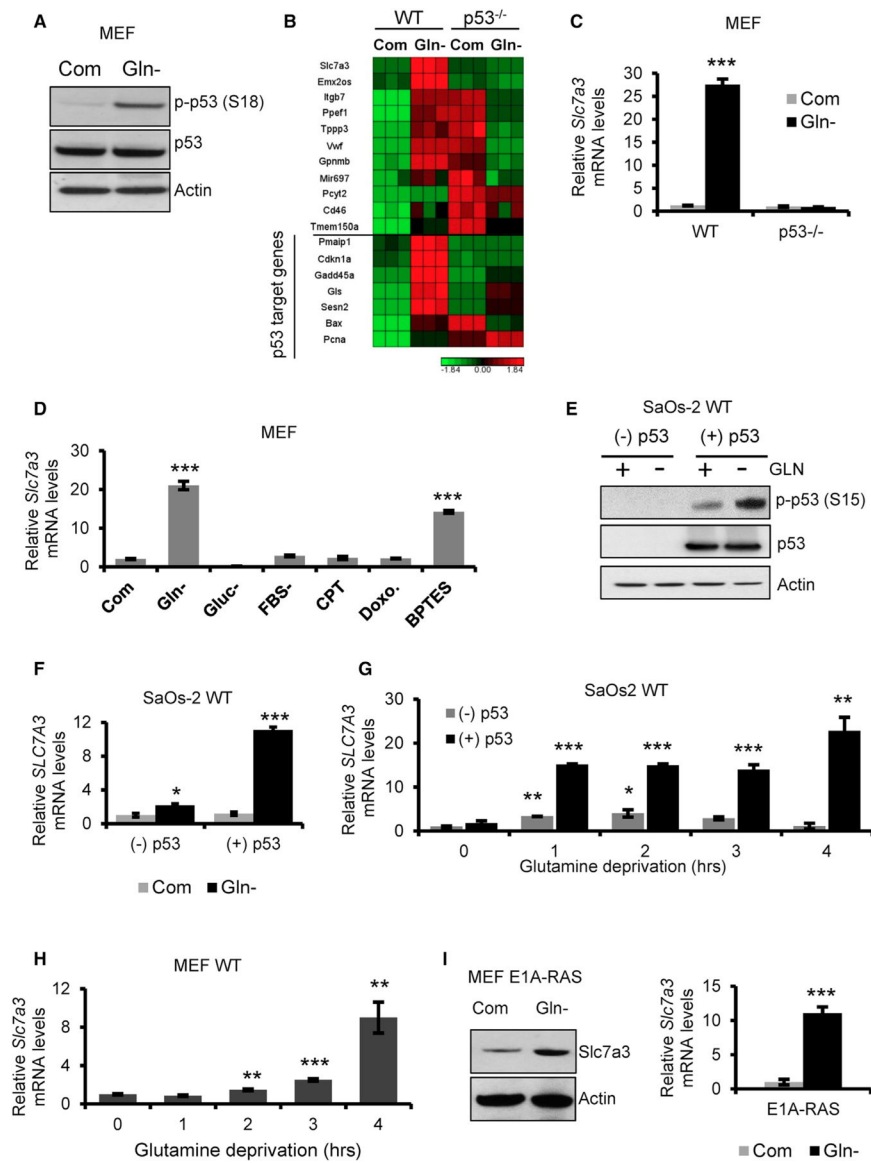 A
MEF
Com Gln-
p-p53 (S18)
p53
Actin
B
WT p53-/-
Com Gln- Com Gln-
Slc7a3
Emx2os
Itgb7
Ppef1
Tppp3
Vwf
Gpnmb
Mir697
Pcyt2
Cd46
Tmem150a
Pmaip1
Cdkn1a
Gadd45a
Gls
Sesn2
Bax
Pcna
p53 target genes
-1.84 0.00 1.84
C
MEF
Relative Slc7a3
mRNA levels
30
25
20
15
10
5
0
***
Com
Gln-
WT p53-/-
D
MEF
Relative Slc7a3
mRNA levels
30
20
10
0
*** ***
Com Gln- Gluc- FBS- CPT Doxo. BPTES
E
SaOs-2 WT
(-) p53 (+) p53
+ - + - GLN
p-p53 (S15)
p53
Actin
F
SaOs-2 WT
Relative SLC7A3
mRNA levels
12
8
4
0
* ***
(-) p53 (+) p53
Com Gln-
G
SaOs2 WT
Relative SLC7A3
mRNA levels
30
20
10
0
(-) p53
(+) p53
** *** * *** *** **
0 1 2 3 4
Glutamine deprivation (hrs)
H
MEF WT
Relative Slc7a3
mRNA levels
12
8
4
0
** *** **
0 1 2 3 4
Glutamine deprivation (hrs)
I
MEF E1A-RAS
Com Gln-
Slc7a3
Actin
Relative Slc7a3
mRNA levels
15
10
5
0
***
E1A-RAS
Com Gln-